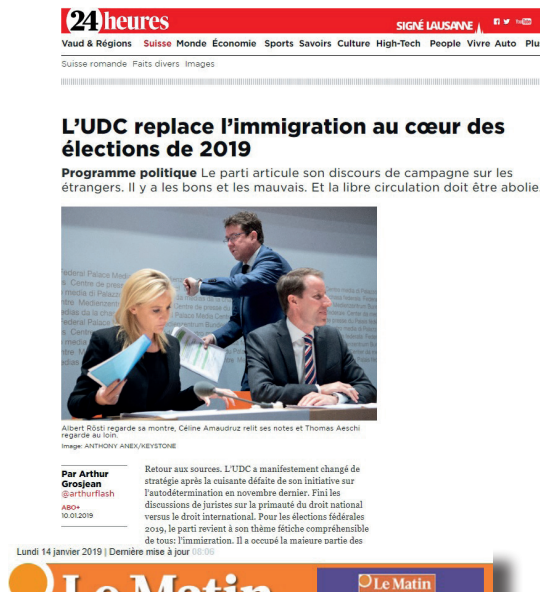 (24)heures
SIGNÉ LAUSANNE
Vaud & Régions Suisse Monde Économie Sports Savoirs Culture High-Tech People Vivre Auto Plu
Suisse romande Faits divers Images
L'UDC replace l'immigration au cœur des
élections de 2019
Programme politique Le parti articule son discours de campagne sur les
étrangers. Il y a les bons et les mauvais. Et la libre circulation doit être abolie
Albert Rösti regarde sa montre, Céline Amaudruz relit ses notes et Thomas Aeschi
regarde au loin.
Image: ANTHONY ANEX/KEYSTONE
Par Arthur
Grosjean
@arthurflash
ABO+
10.01.2019
Retour aux sources. L'UDC a manifestement changé de
stratégie après la cuisante défaite de son initiative sur
l'autodétermination en novembre dernier. Fini les
discussions de juristes sur la primauté du droit national
versus le droit international. Pour les élections fédérales
2019, le parti revient à son thème fétiche compréhensible
de tous: l'immigration. Il a occupé la majeure partie des
Lundi 14 janvier 2019 | Dernière mise à jour 08:06
Le Matin
Le Matin